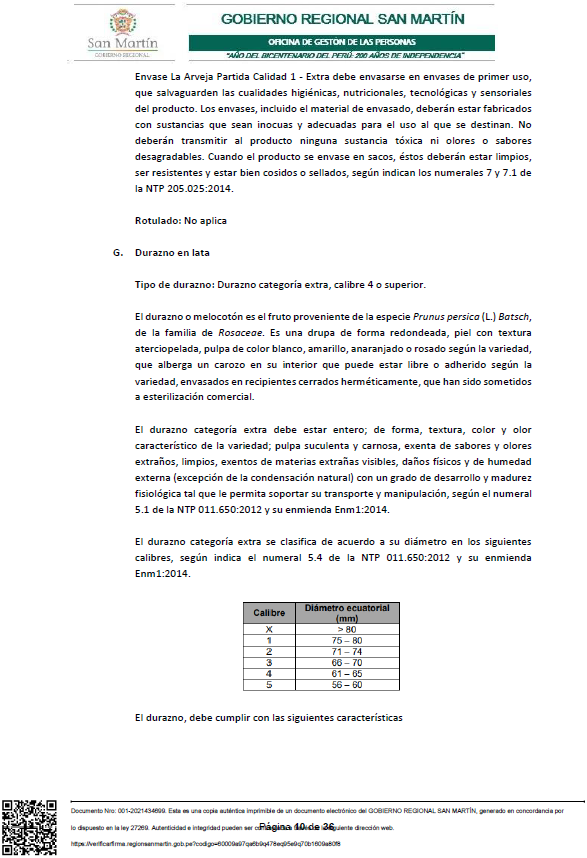 San Martín
GOBIERNO REGIONAL
GOBIERNO REGIONAL SAN MARTÍN
OFICINA DE GESTÓN DE LAS PERSONAS
"AÑO DEL BICENTENARIO DEL PERÚ: 200 AÑOS DE INDEPENDENCIA"
Envase La Arveja Partida Calidad 1 - Extra debe envasarse en envases de primer uso,
que salvaguarden las cualidades higiénicas, nutricionales, tecnológicas y sensoriales
del producto. Los envases, incluido el material de envasado, deberán estar fabricados
con sustancias que sean inocuas y adecuadas para el uso al que se destinan. No
deberán transmitir al producto ninguna sustancia tóxica ni olores o sabores
desagradables. Cuando el producto se envase en sacos, éstos deberán estar limpios,
ser resistentes y estar bien cosidos o sellados, según indican los numerales 7 y 7.1 de
la NTP 205.025:2014.
Rotulado: No aplica
G. Durazno en lata
Tipo de durazno: Durazno categoría extra, calibre 4 o superior.
El durazno o melocotón es el fruto proveniente de la especie Prunus persica (L.) Batsch,
de la familia de Rosaceae. Es una drupa de forma redondeada, piel con textura
aterciopelada, pulpa de color blanco, amarillo, anaranjado o rosado según la variedad,
que alberga un carozo en su interior que puede estar libre o adherido según la
variedad, envasados en recipientes cerrados herméticamente, que han sido sometidos
a esterilización comercial.
El durazno categoría extra debe estar entero; de forma, textura, color y olor
característico de la variedad; pulpa suculenta y carnosa, exenta de sabores y olores
extraños, limpios, exentos de materias extrañas visibles, daños físicos y de humedad
externa (excepción de la condensación natural) con un grado de desarrollo y madurez
fisiológica tal que le permita soportar su transporte y manipulación, según el numeral
5.1 de la NTP 011.650:2012 y su enmienda Enm1:2014.
El durazno categoría extra se clasifica de acuerdo a su diámetro en los siguientes
calibres, según indica el numeral 5.4 de la NTP 011.650:2012 y su enmienda
Enm1:2014.
Calibre Diámetro ecuatorial
(mm)
X > 80
1 75 – 80
2 71 – 74
3 66 – 70
4 61 – 65
5 56 – 60
El durazno, debe cumplir con las siguientes características
Documento Nro: 001-2021434699. Esta es una copia auténtica imprimible de un documento electrónico del GOBIERNO REGIONAL SAN MARTÍN, generado en concordancia por
lo dispuesto en la ley 27269. Autenticidad e integridad pueden ser siguiente dirección web.
Página 10 de 36
https://verificarfirma.regionsanmartin.gob.pe?codigo=60009a97qa6b9q478eq95e9q70b1609a80f8